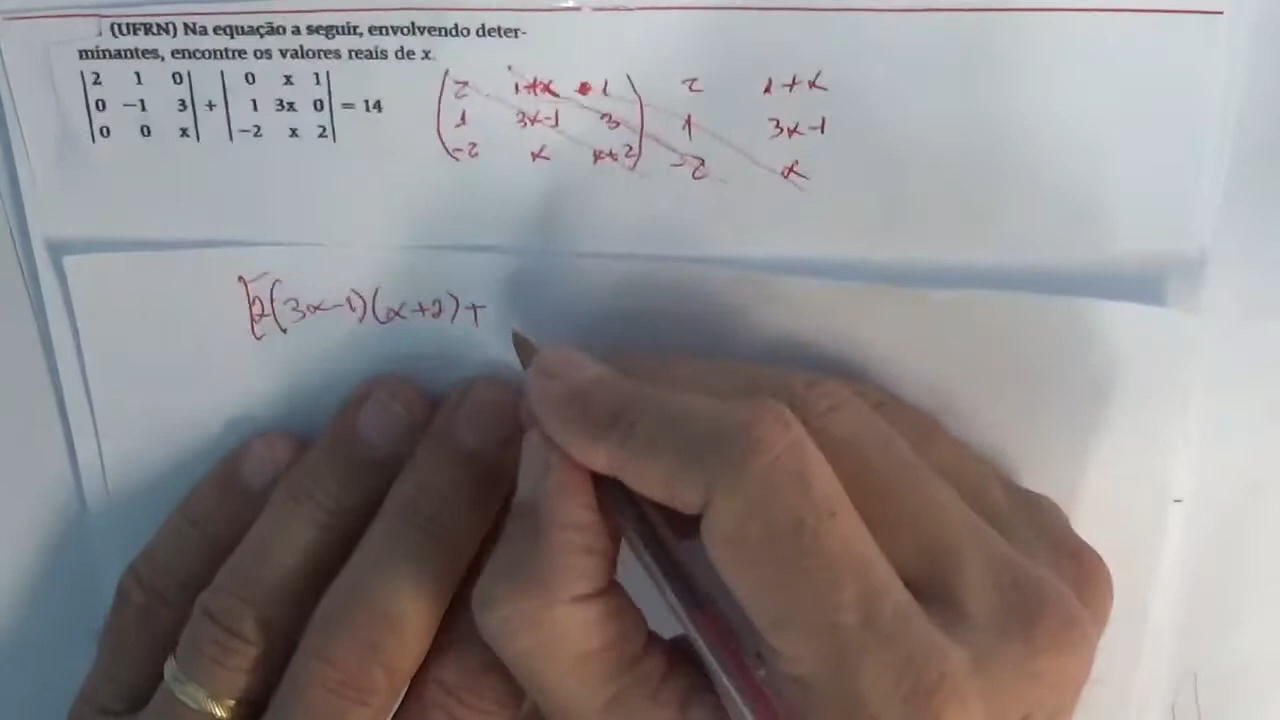 (UFRN) Na equação a seguir, envolvendo deter-
minantes, encontre os valores reais de x.
|2 1 0| + |0 x 1| = 14
|0 −1 3| |1 3x 0|
|0 0 x| |−2 x 2|
(2 1+x 1) 2 1+x
(1 3x-1 3) 1 3x-1
(-2 x x+2) -2 x
[2(3x-1)(x+2)+